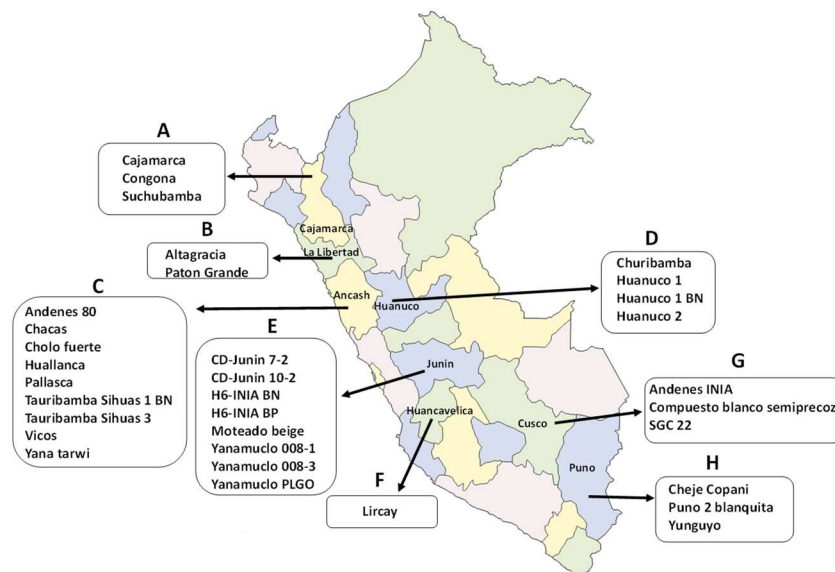 A
Cajamarca
Congona
Suchubamba
B
Altagracia
Paton Grande
C
Andenes 80
Chacas
Cholo fuerte
Huallanca
Pallasca
Tauribamba Sihuas 1 BN
Tauribamba Sihuas 3
Vicos
Yana tarwi
Cajamarca
La Libertad
Ancash
Huanuco
Junin
Huancavelica
Cusco
Puno
D
Churibamba
Huanuco 1
Huanuco 1 BN
Huanuco 2
E
CD-Junin 7-2
CD-Junin 10-2
H6-INIA BN
H6-INIA BP
Moteado beige
Yanamuclo 008-1
Yanamuclo 008-3
Yanamuclo PLGO
F
Lircay
G
Andenes INIA
Compuesto blanco semiprecoz
SGC 22
H
Cheje Copani
Puno 2 blanquita
Yunguyo